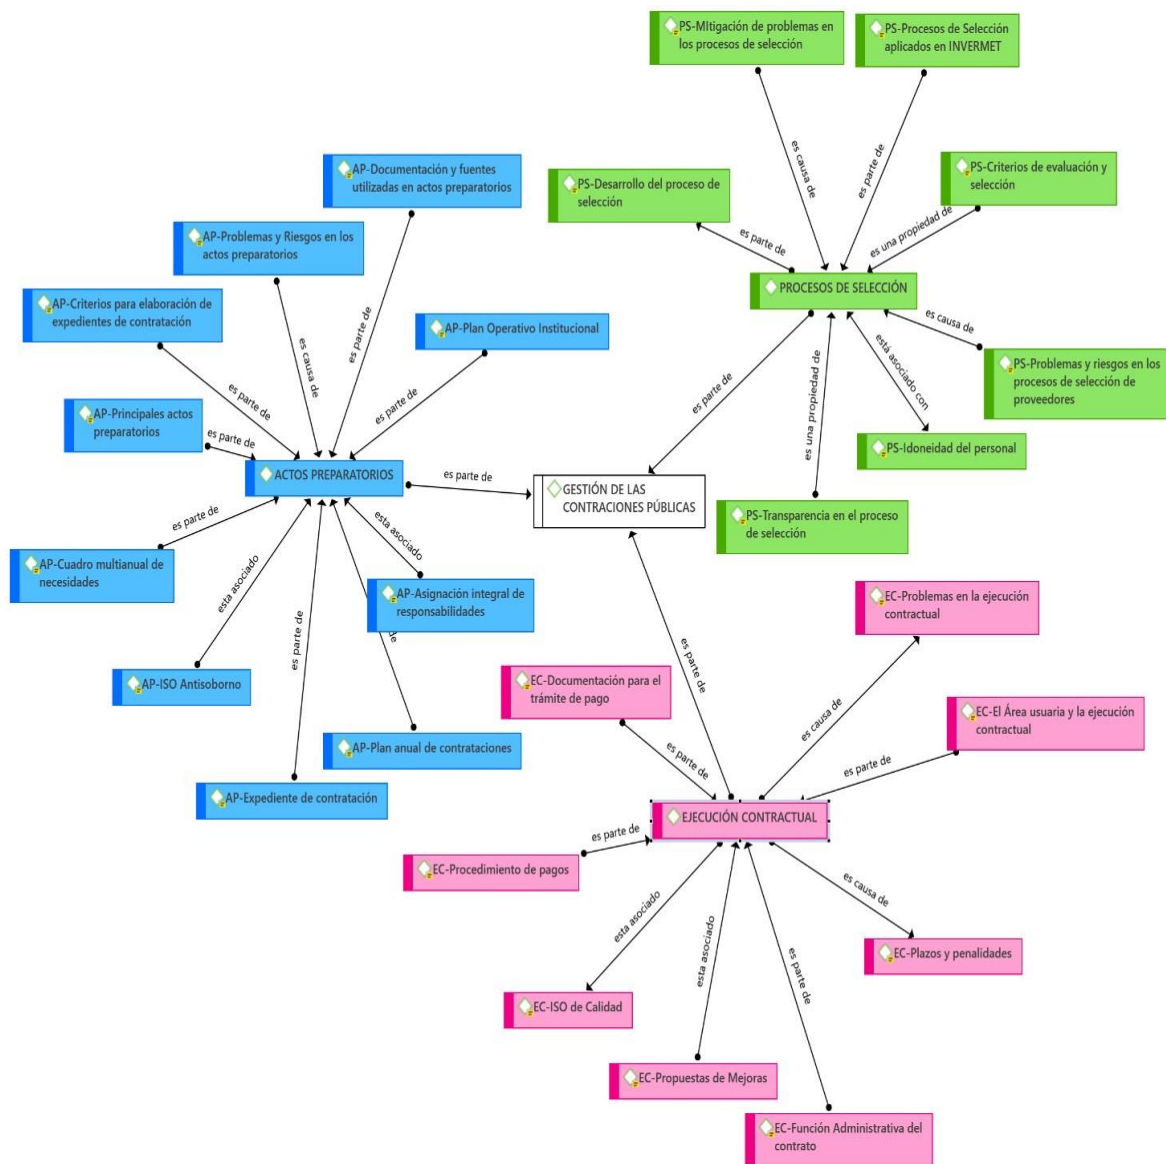 PS-MItigación de problemas en
los procesos de selección
PS-Procesos de Selección
aplicados en INVERMET
es causa de
es parte de
AP-Documentación y fuentes
utilizadas en actos preparatorios
PS-Desarrollo del proceso de
selección
PS-Criterios de evaluación y
selección
es parte de
es una propiedad de
AP-Problemas y Riesgos en los
actos preparatorios
PROCESOS DE SELECCIÓN
AP-Criterios para elaboración de
expedientes de contratación
AP-Plan Operativo Institucional
es parte de
es causa de
es causa de
está asociado con
es una propiedad de
es parte de
PS-Problemas y riesgos en los
procesos de selección de
proveedores
es parte de
es parte de
AP-Principales actos
preparatorios
es parte de
PS-Idoneidad del personal
ACTOS PREPARATORIOS
es parte de
GESTIÓN DE LAS
CONTRACIONES PÚBLICAS
PS-Transparencia en el proceso
de selección
es parte de
esta asociado
esta asociado
AP-Cuadro multianual de
necesidades
AP-Asignación integral de
responsabilidades
de
es parte de
EC-Problemas en la ejecución
contractual
es parte de
AP-ISO Antisoborno
EC-Documentación para el
trámite de pago
EC-El Área usuaria y la ejecución
contractual
es causa de
AP-Plan anual de contrataciones
es parte de
es parte de
AP-Expediente de contratación
EJECUCIÓN CONTRACTUAL
es parte de
EC-Procedimiento de pagos
es causa de
esta asociado
esta asociado
es parte de
EC-Plazos y penalidades
EC-ISO de Calidad
EC-Propuestas de Mejoras
EC-Función Administrativa del
contrato